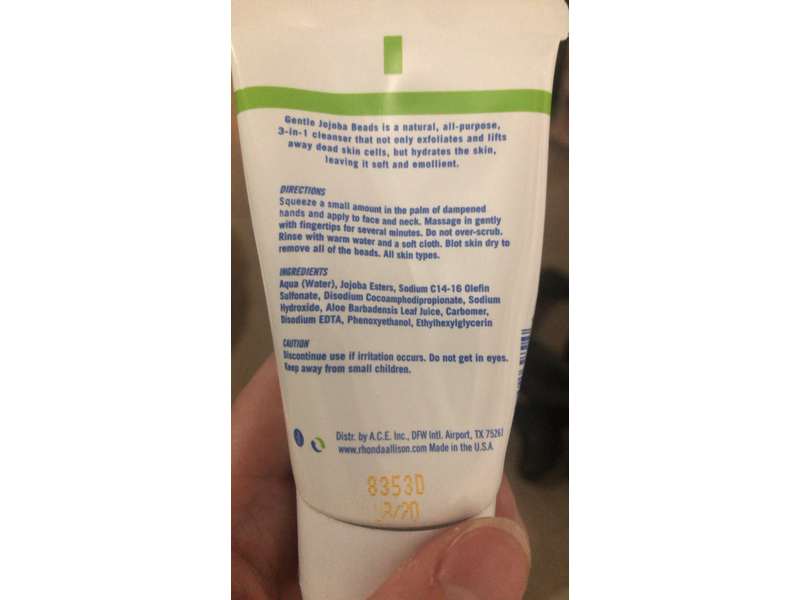 Gentle Jojoba Beads is a natural, all-purpose,
3-in-1 cleanser that not only exfoliates and lifts
away dead skin cells, but hydrates the skin,
leaving it soft and emollient.
DIRECTIONS
Squeeze a small amount in the palm of dampened
hands and apply to face and neck. Massage in gently
with fingertips for several minutes. Do not over-scrub.
Rinse with warm water and a soft cloth. Blot skin dry to
remove all of the beads. All skin types.
INGREDIENTS
Aqua (Water), Jojoba Esters, Sodium C14-16 Olefin
Sulfonate, Disodium Cocoamphodipropionate, Sodium
Hydroxide, Aloe Barbadensis Leaf Juice, Carbomer,
Disodium EDTA, Phenoxyethanol, Ethylhexylglycerin
CAUTION
Discontinue use if irritation occurs. Do not get in eyes.
Keep away from small children.
Distr. by A.C.E. Inc., DFW Intl. Airport, TX 75261
www.rhondaallison.com Made in the U.S.A.
8353D